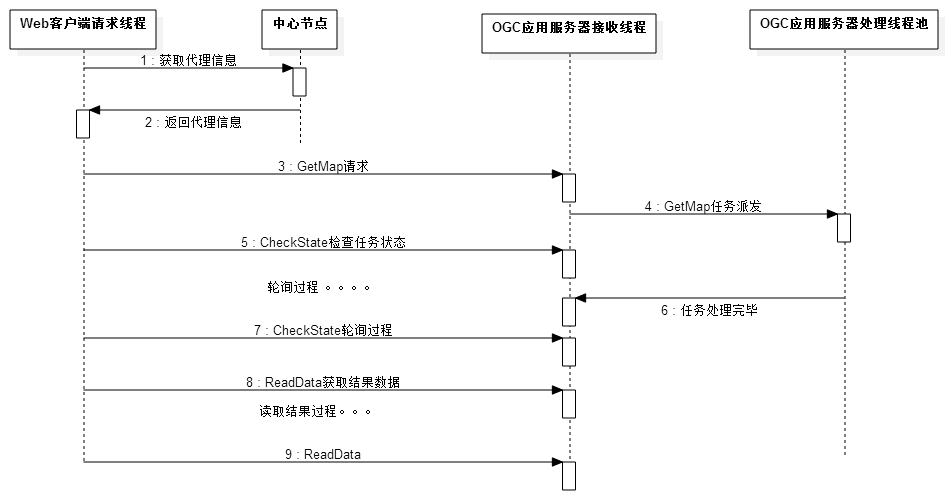 Web客户端请求线程
中心节点
OGC应用服务器接收线程
OGC应用服务器处理线程池
1 : 获取代理信息
2 : 返回代理信息
3 : GetMap请求
4 : GetMap任务派发
5 : CheckState检查任务状态
轮询过程 。。。。
6 : 任务处理完毕
7 : CheckState轮询过程
8 : ReadData获取结果数据
读取结果过程。。。
9 : ReadData